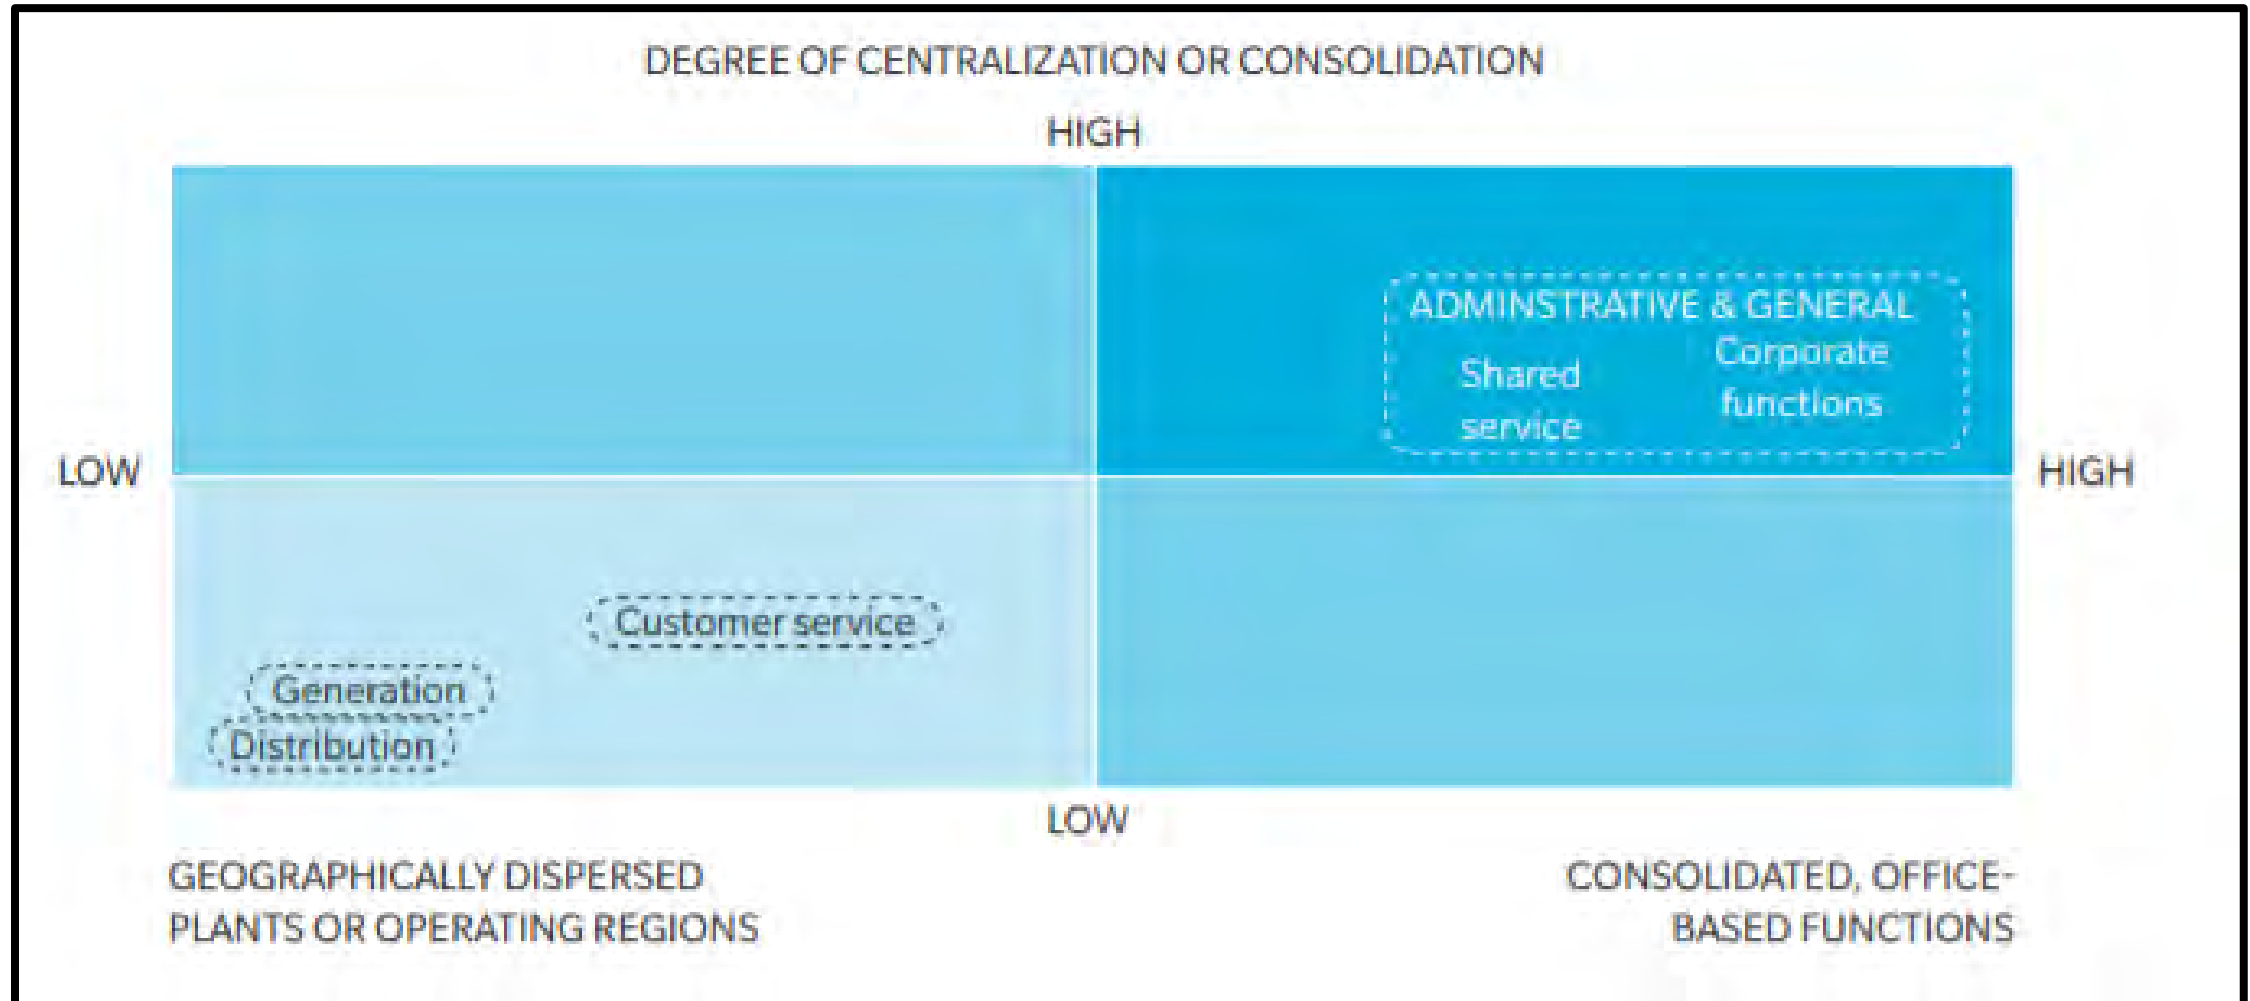 DEGREE OF CENTRALIZATION OR CONSOLIDATION
HIGH
ADMINSTRATIVE & GENERAL
Shared
service
Corporate
functions
LOW
HIGH
Customer service
Generation
Distribution
LOW
GEOGRAPHICALLY DISPERSED
PLANTS OR OPERATING REGIONS
CONSOLIDATED, OFFICE-
BASED FUNCTIONS